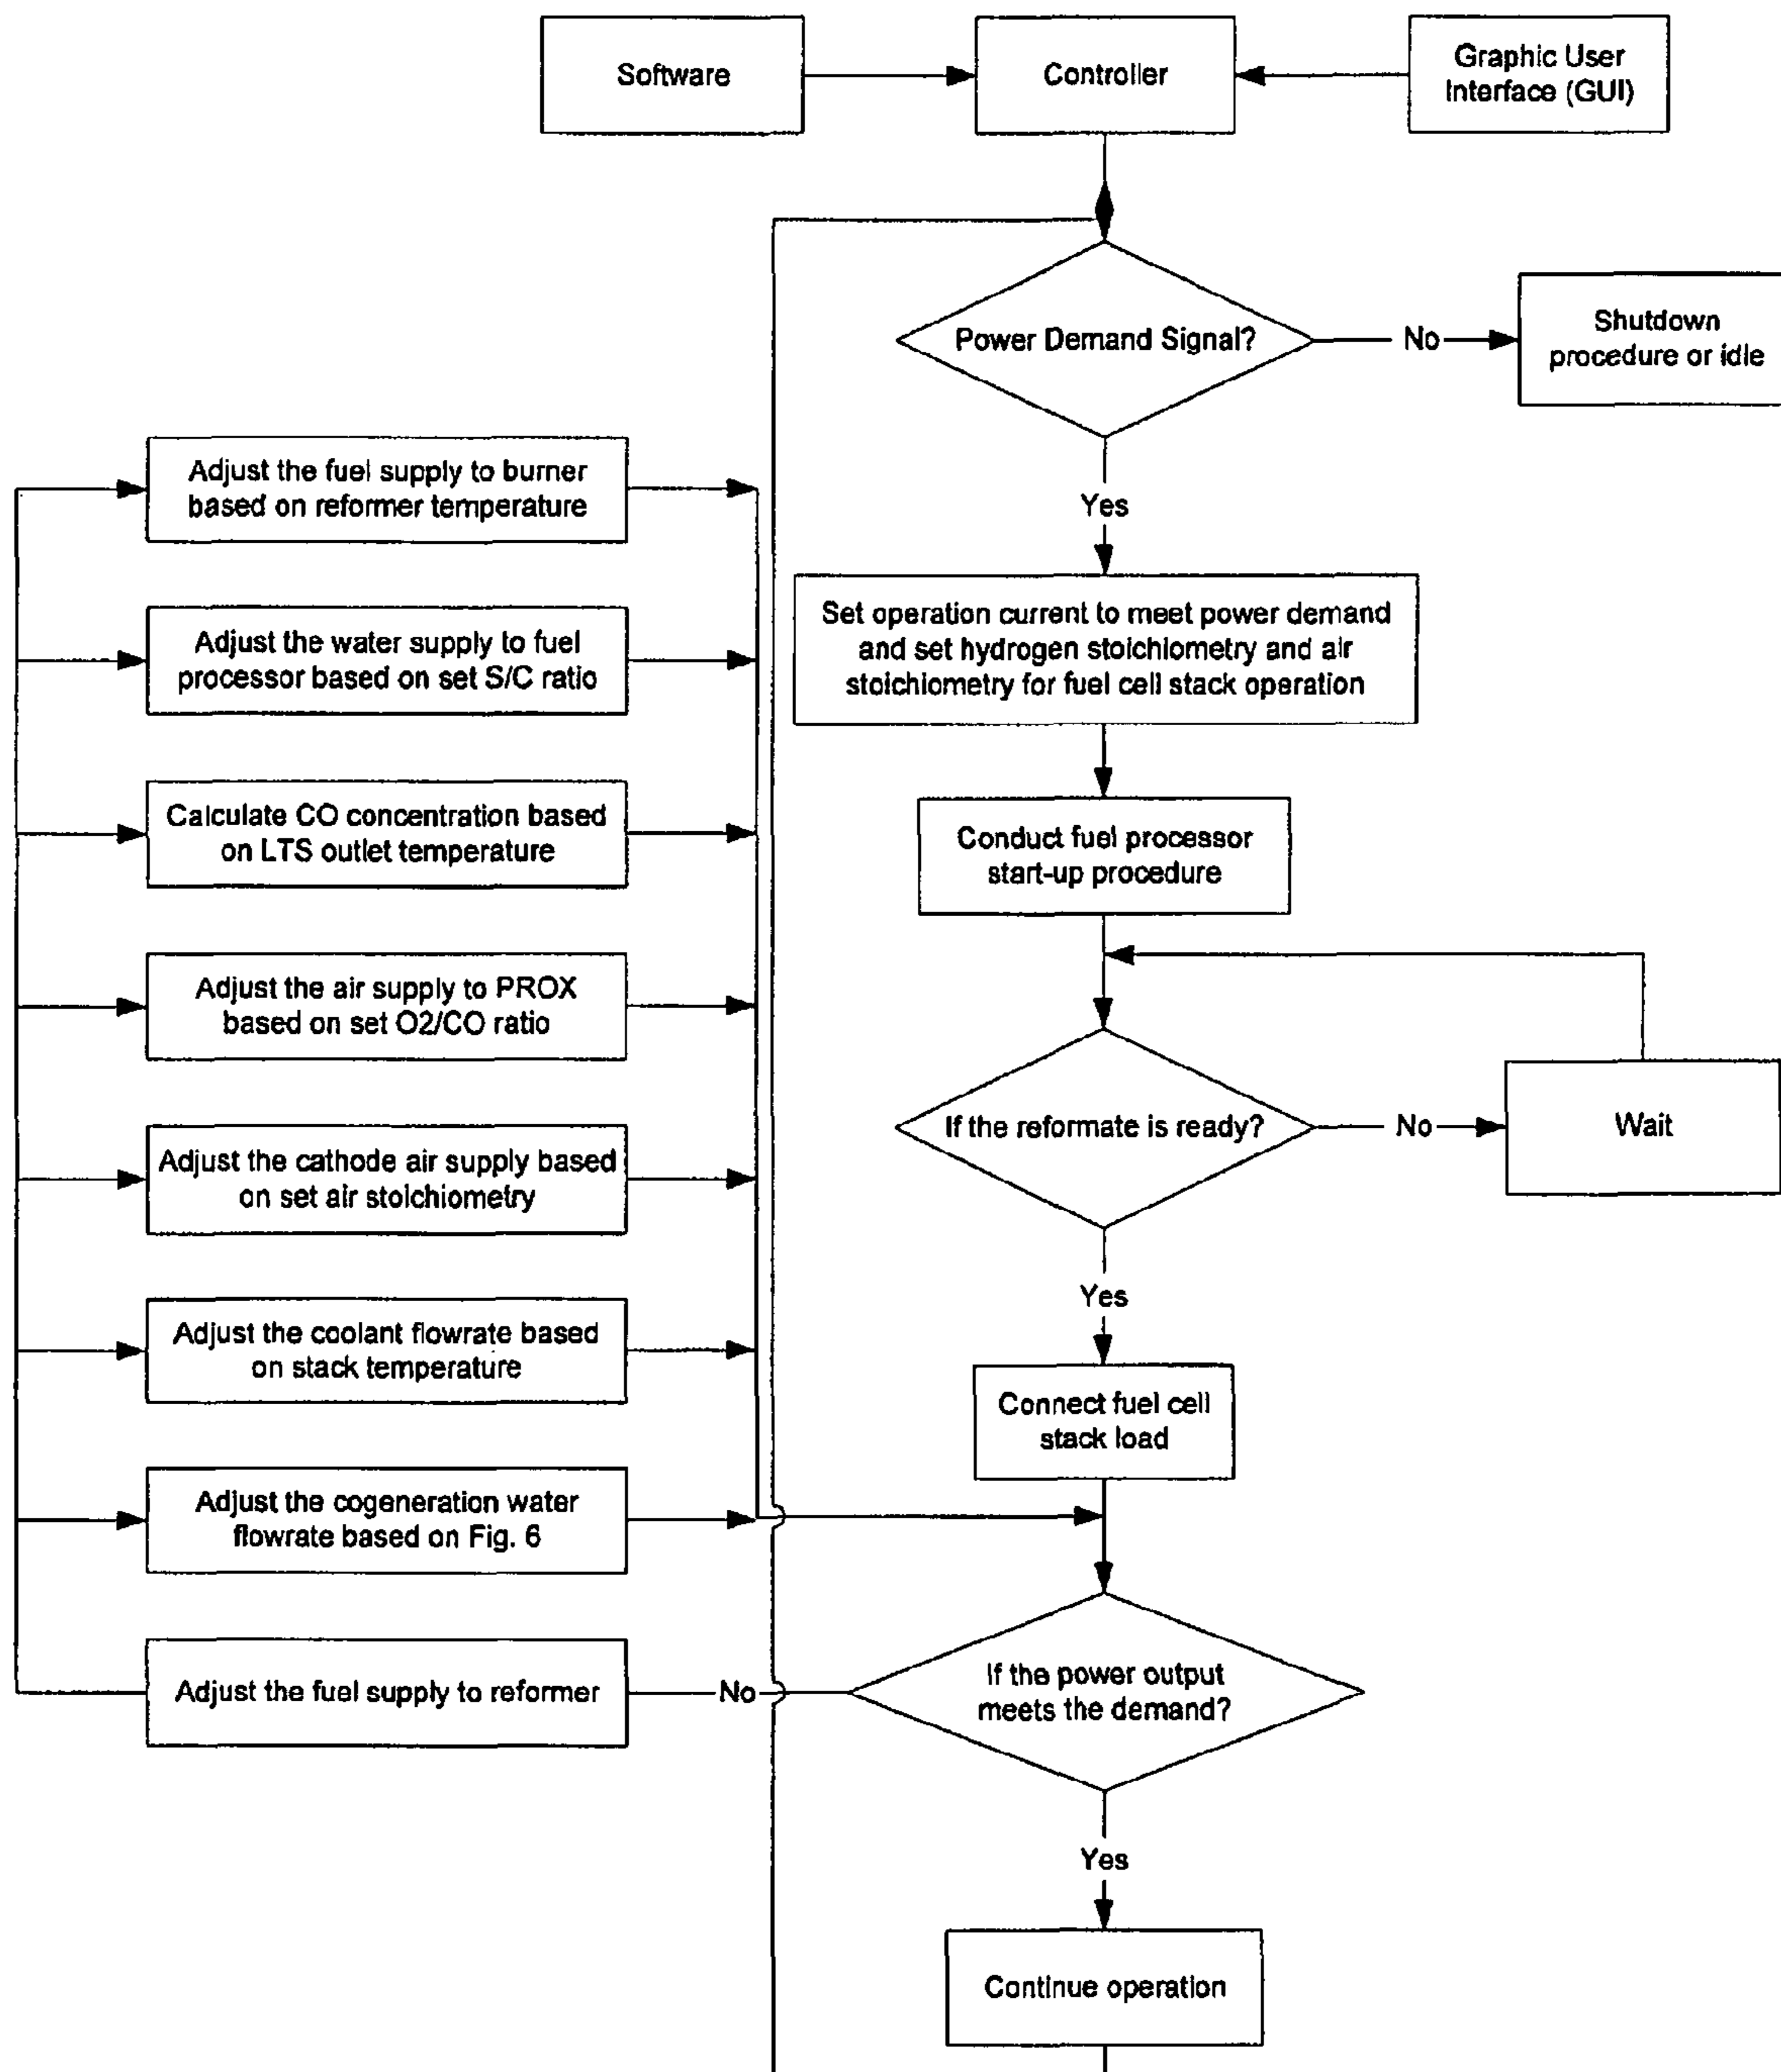 Software
Controller
Graphic User
Interface (GUI)
Power Demand Signal?
No
Shutdown
procedure or idle
Yes
Set operation current to meet power demand
and set hydrogen stoichiometry and air
stoichiometry for fuel cell stack operation
Conduct fuel processor
start-up procedure
If the reformate is ready?
No
Wait
Yes
Connect fuel cell
stack load
If the power output
meets the demand?
No
Adjust the fuel supply to reformer
Adjust the fuel supply to burner
based on reformer temperature
Adjust the water supply to fuel
processor based on set S/C ratio
Calculate CO concentration based
on LTS outlet temperature
Adjust the air supply to PROX
based on set O2/CO ratio
Adjust the cathode air supply based
on set air stoichiometry
Adjust the coolant flowrate based
on stack temperature
Adjust the cogeneration water
flowrate based on Fig. 6
Yes
Continue operation